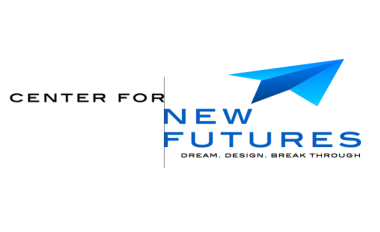 CENTER FOR
NEW
FUTURES
DREAM. DESIGN. BREAK THROUGH